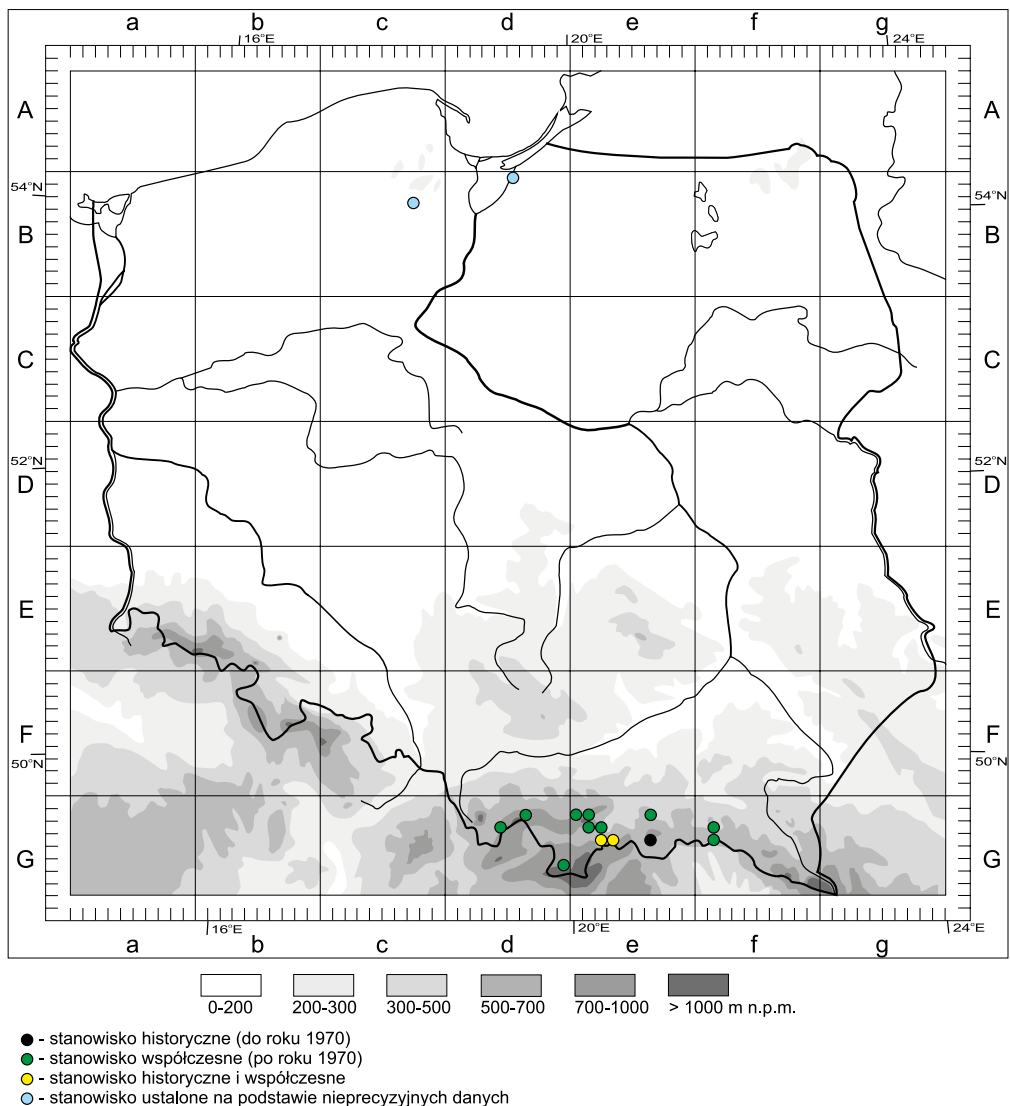 a b c d e f g
16°E 20°E 24°E
A A
54°N 54°N
B B
C C
52°N 52°N
D D
E E
F F
50°N 50°N
G G
16°E 20°E 24°E
a b c d e f g
0-200 200-300 300-500 500-700 700-1000 > 1000 m n.p.m.
- stanowisko historyczne (do roku 1970)
- stanowisko współczesne (po roku 1970)
- stanowisko historyczne i współczesne
- stanowisko ustalone na podstawie nieprecyzyjnych danych